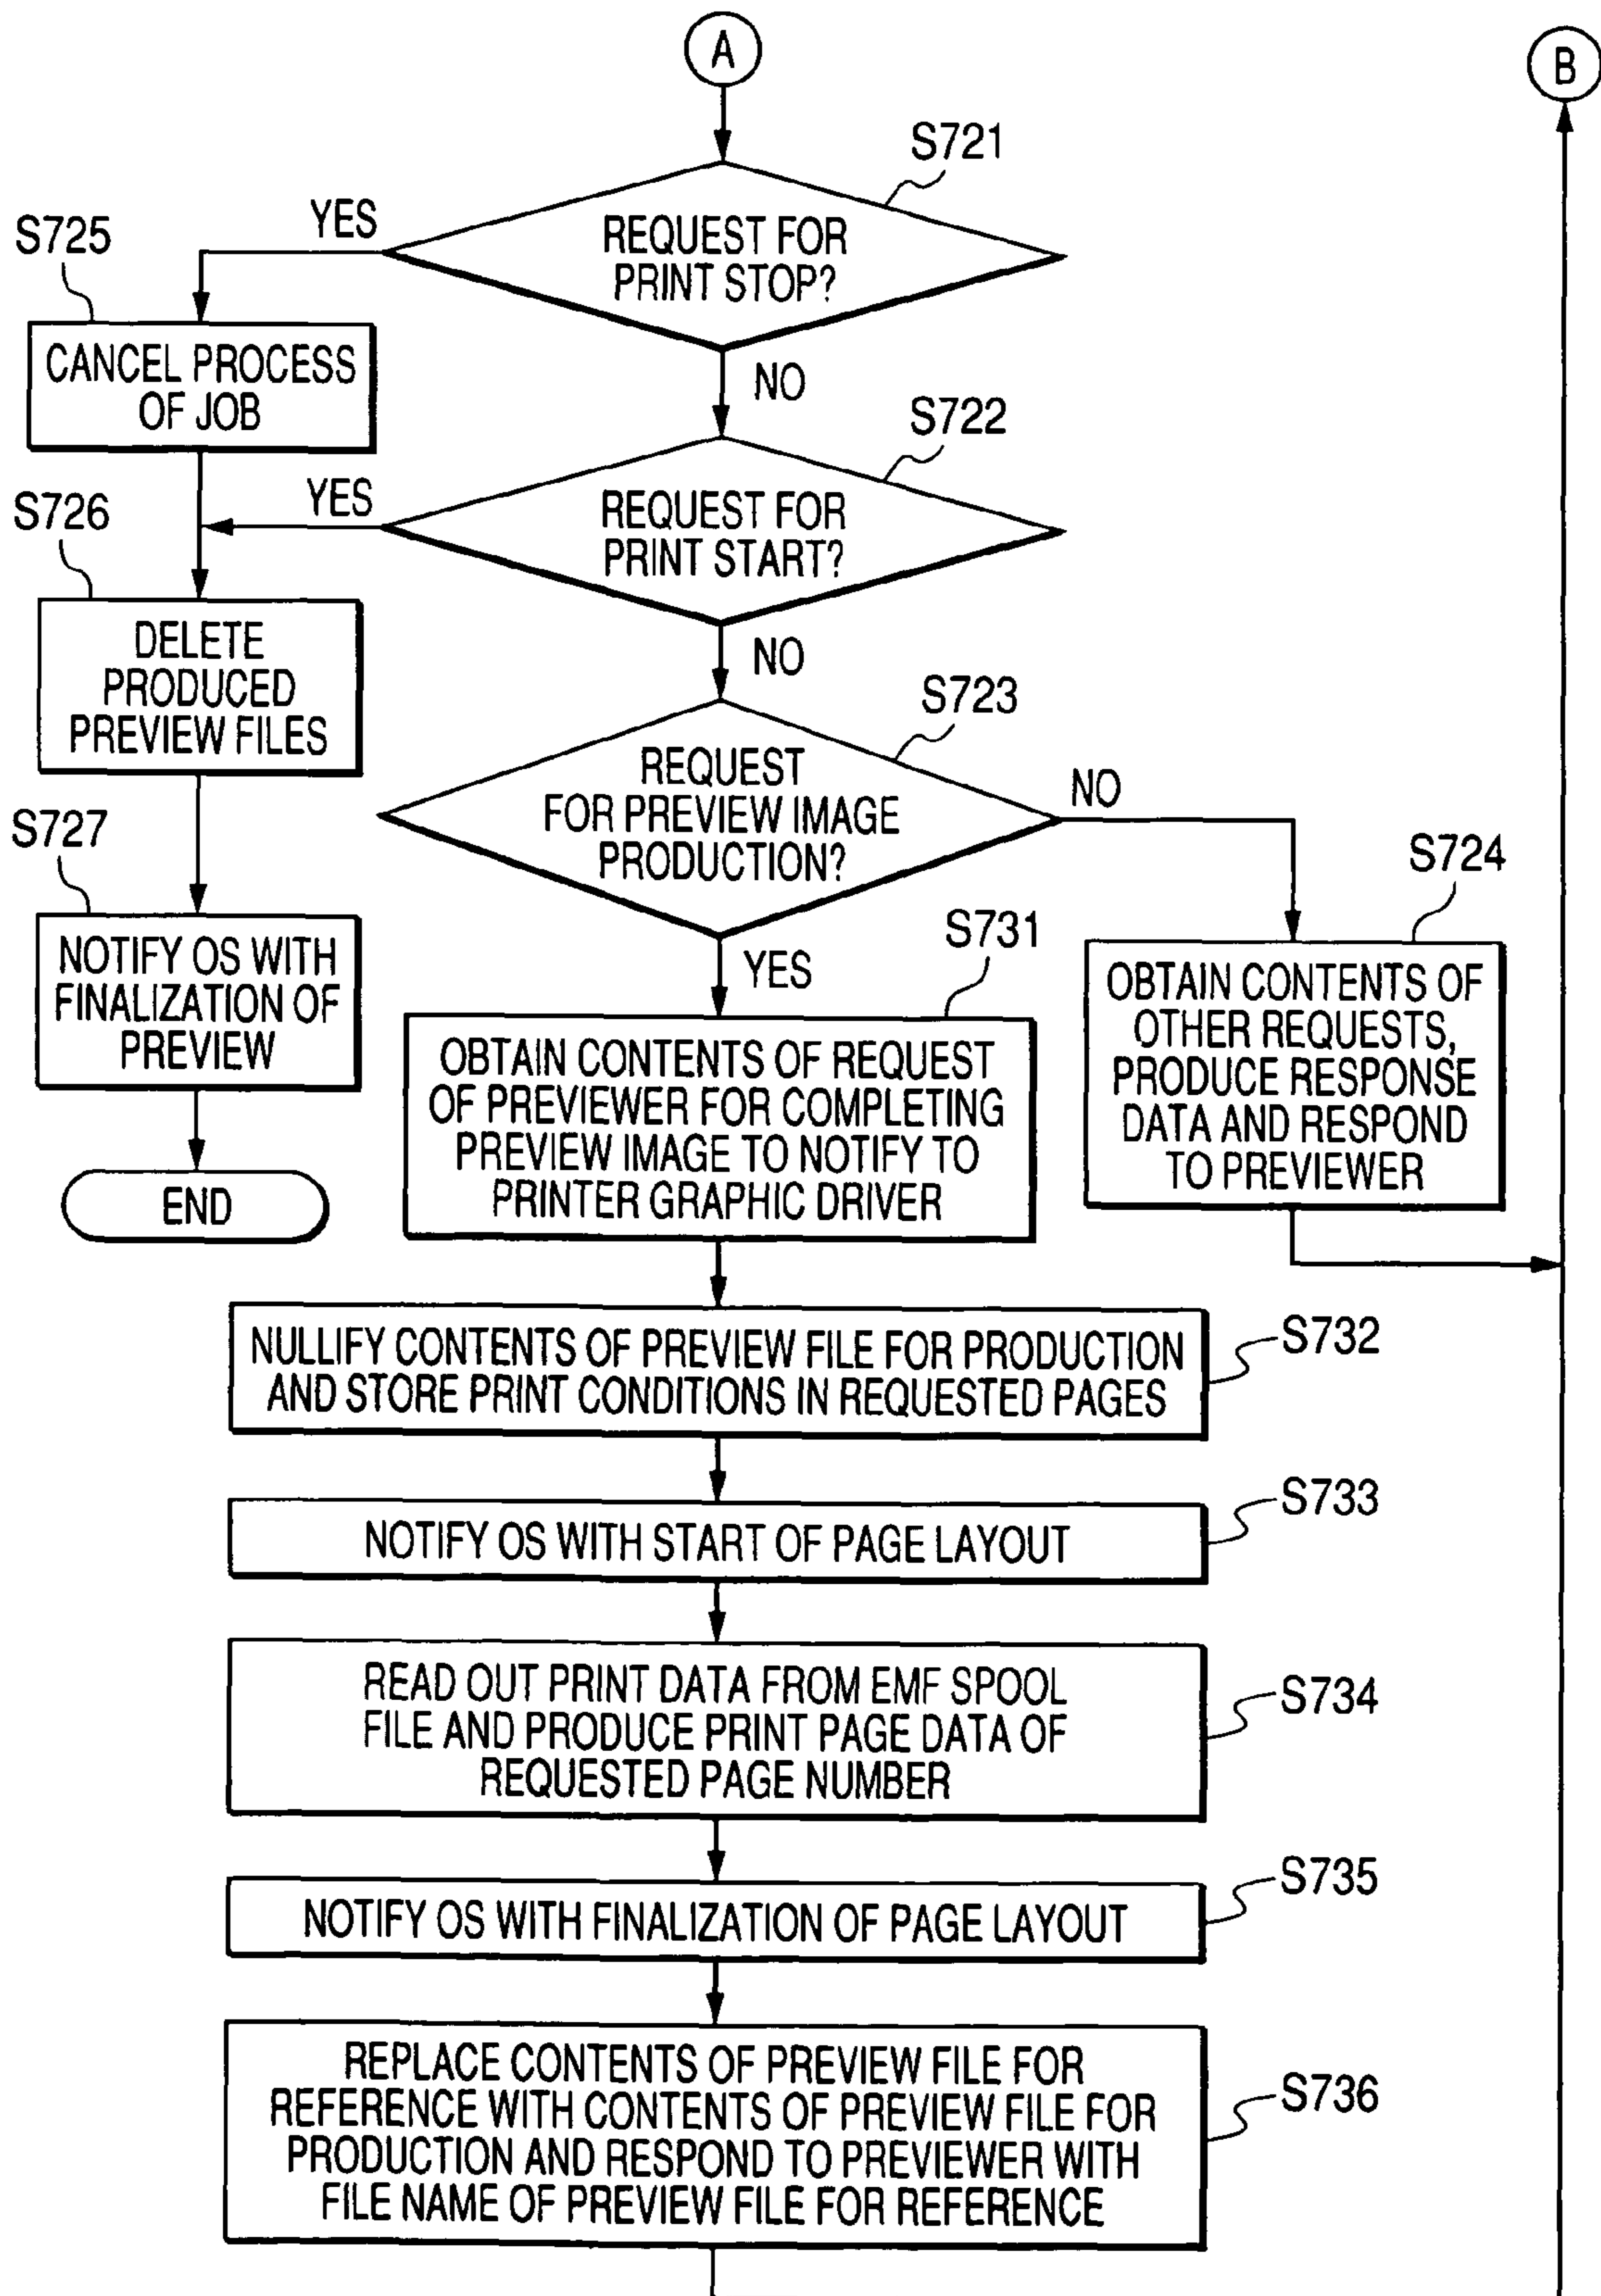 A
B
S721
REQUEST FOR
PRINT STOP?
YES
NO
S725
CANCEL PROCESS
OF JOB
S722
REQUEST FOR
PRINT START?
YES
NO
S726
DELETE
PRODUCED
PREVIEW FILES
S723
REQUEST
FOR PREVIEW IMAGE
PRODUCTION?
NO
YES
S727
NOTIFY OS WITH
FINALIZATION OF
PREVIEW
END
S724
OBTAIN CONTENTS OF
OTHER REQUESTS,
PRODUCE RESPONSE
DATA AND RESPOND
TO PREVIEWER
S731
OBTAIN CONTENTS OF REQUEST
OF PREVIEWER FOR COMPLETING
PREVIEW IMAGE TO NOTIFY TO
PRINTER GRAPHIC DRIVER
S732
NULLIFY CONTENTS OF PREVIEW FILE FOR PRODUCTION
AND STORE PRINT CONDITIONS IN REQUESTED PAGES
S733
NOTIFY OS WITH START OF PAGE LAYOUT
S734
READ OUT PRINT DATA FROM EMF SPOOL
FILE AND PRODUCE PRINT PAGE DATA OF
REQUESTED PAGE NUMBER
S735
NOTIFY OS WITH FINALIZATION OF PAGE LAYOUT
S736
REPLACE CONTENTS OF PREVIEW FILE FOR
REFERENCE WITH CONTENTS OF PREVIEW FILE FOR
PRODUCTION AND RESPOND TO PREVIEWER WITH
FILE NAME OF PREVIEW FILE FOR REFERENCE